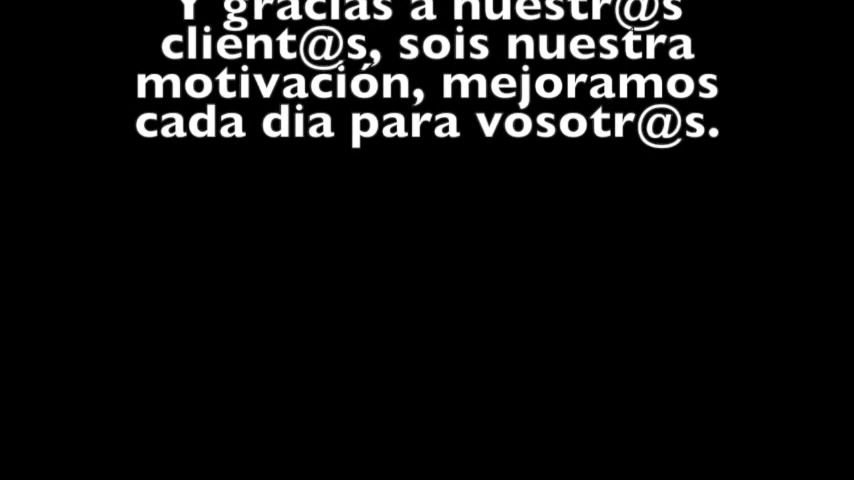 Y gracias a nuestr@s
client@s, sois nuestra
motivación, mejoramos
cada dia para vosotr@s.